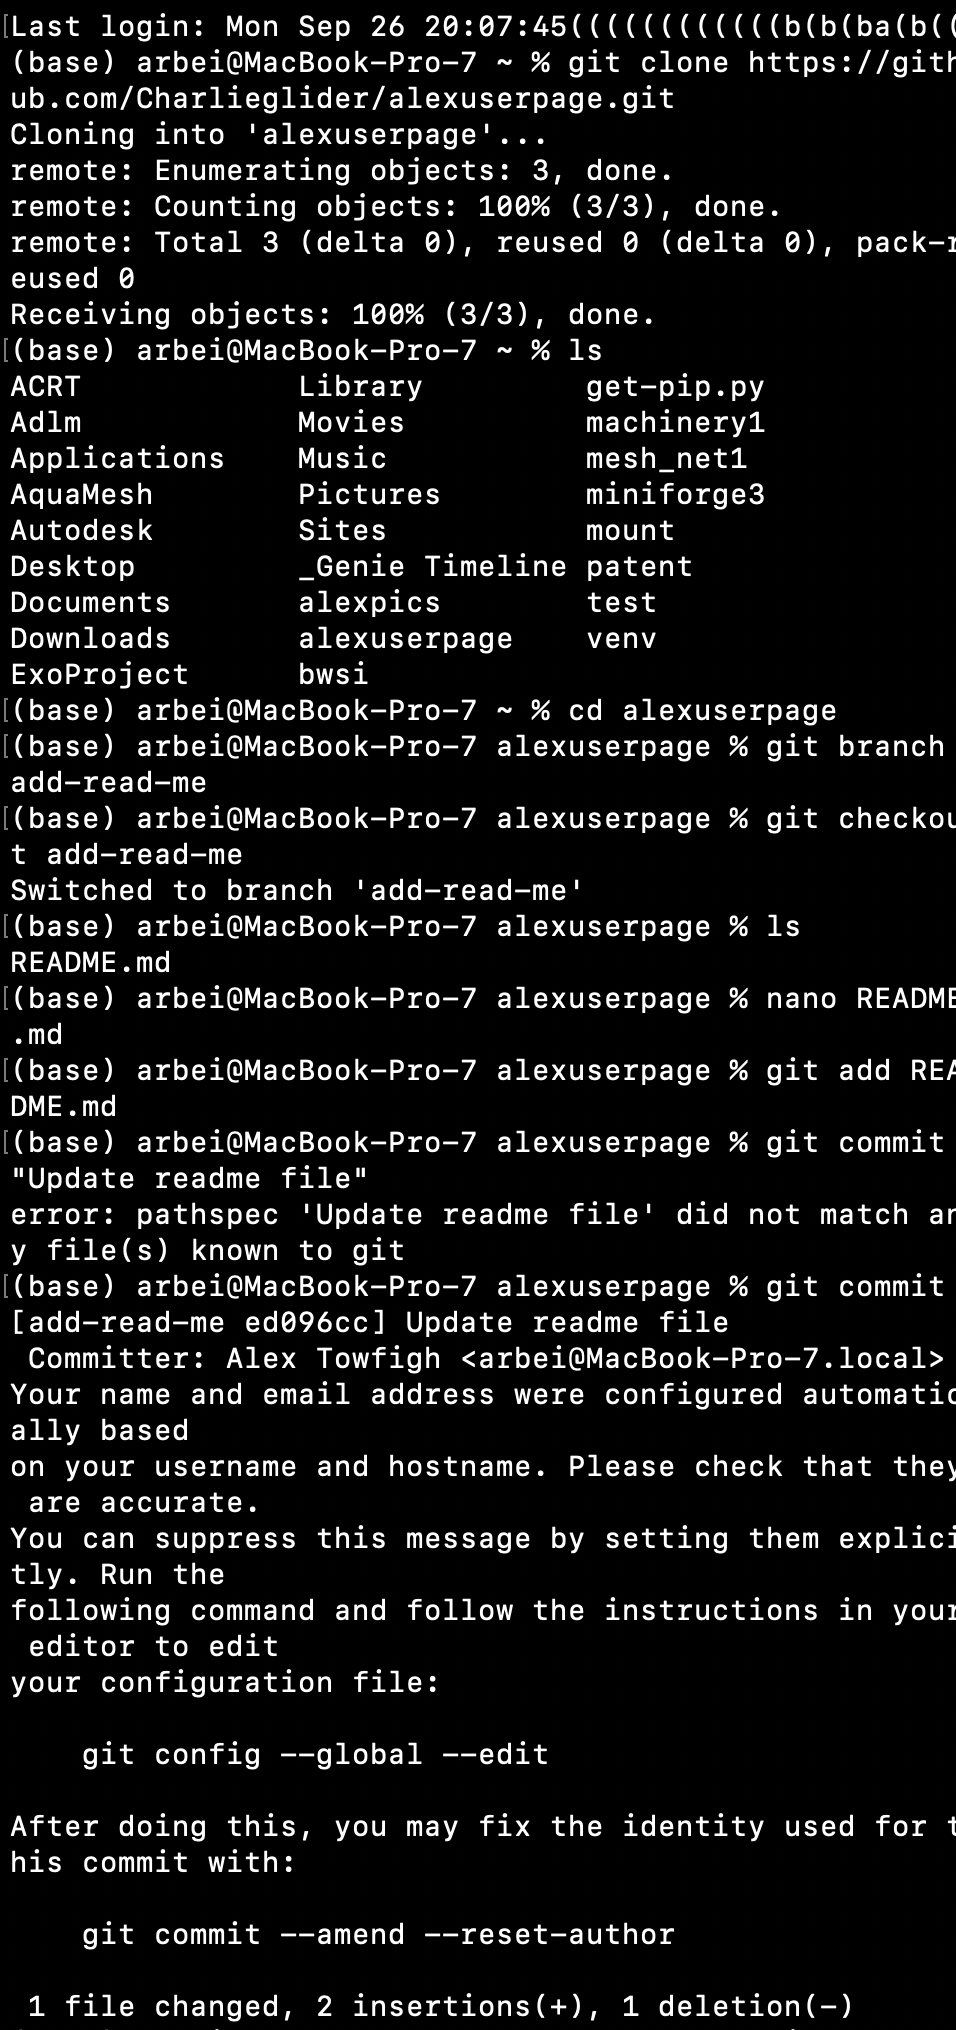 Last login: Mon Sep 26 20:07:45((((((((((((b(b(ba(b((
(base) arbei@MacBook-Pro-7 ~ % git clone https://gith
ub.com/Charlieglider/alexuserpage.git
Cloning into 'alexuserpage'...
remote: Enumerating objects: 3, done.
remote: Counting objects: 100% (3/3), done.
remote: Total 3 (delta 0), reused 0 (delta 0), pack-r
eused 0
Receiving objects: 100% (3/3), done.
(base) arbei@MacBook-Pro-7 ~ % ls
ACRT Library get-pip.py
Adlm Movies machinery1
Applications Music mesh_net1
AquaMesh Pictures miniforge3
Autodesk Sites mount
Desktop _Genie Timeline patent
Documents alexpics test
Downloads alexuserpage venv
ExoProject bwsi
(base) arbei@MacBook-Pro-7 ~ % cd alexuserpage
(base) arbei@MacBook-Pro-7 alexuserpage % git branch
add-read-me
(base) arbei@MacBook-Pro-7 alexuserpage % git checkou
t add-read-me
Switched to branch 'add-read-me'
(base) arbei@MacBook-Pro-7 alexuserpage % ls
README.md
(base) arbei@MacBook-Pro-7 alexuserpage % nano README
.md
(base) arbei@MacBook-Pro-7 alexuserpage % git add REA
DME.md
(base) arbei@MacBook-Pro-7 alexuserpage % git commit
"Update readme file"
error: pathspec 'Update readme file' did not match an
y file(s) known to git
(base) arbei@MacBook-Pro-7 alexuserpage % git commit
[add-read-me ed096cc] Update readme file
Committer: Alex Towfigh <arbei@MacBook-Pro-7.local>
Your name and email address were configured automatic
ally based
on your username and hostname. Please check that they
are accurate.
You can suppress this message by setting them explici
tly. Run the
following command and follow the instructions in your
editor to edit
your configuration file:
git config --global --edit
After doing this, you may fix the identity used for t
his commit with:
git commit --amend --reset-author
1 file changed, 2 insertions(+), 1 deletion(-)